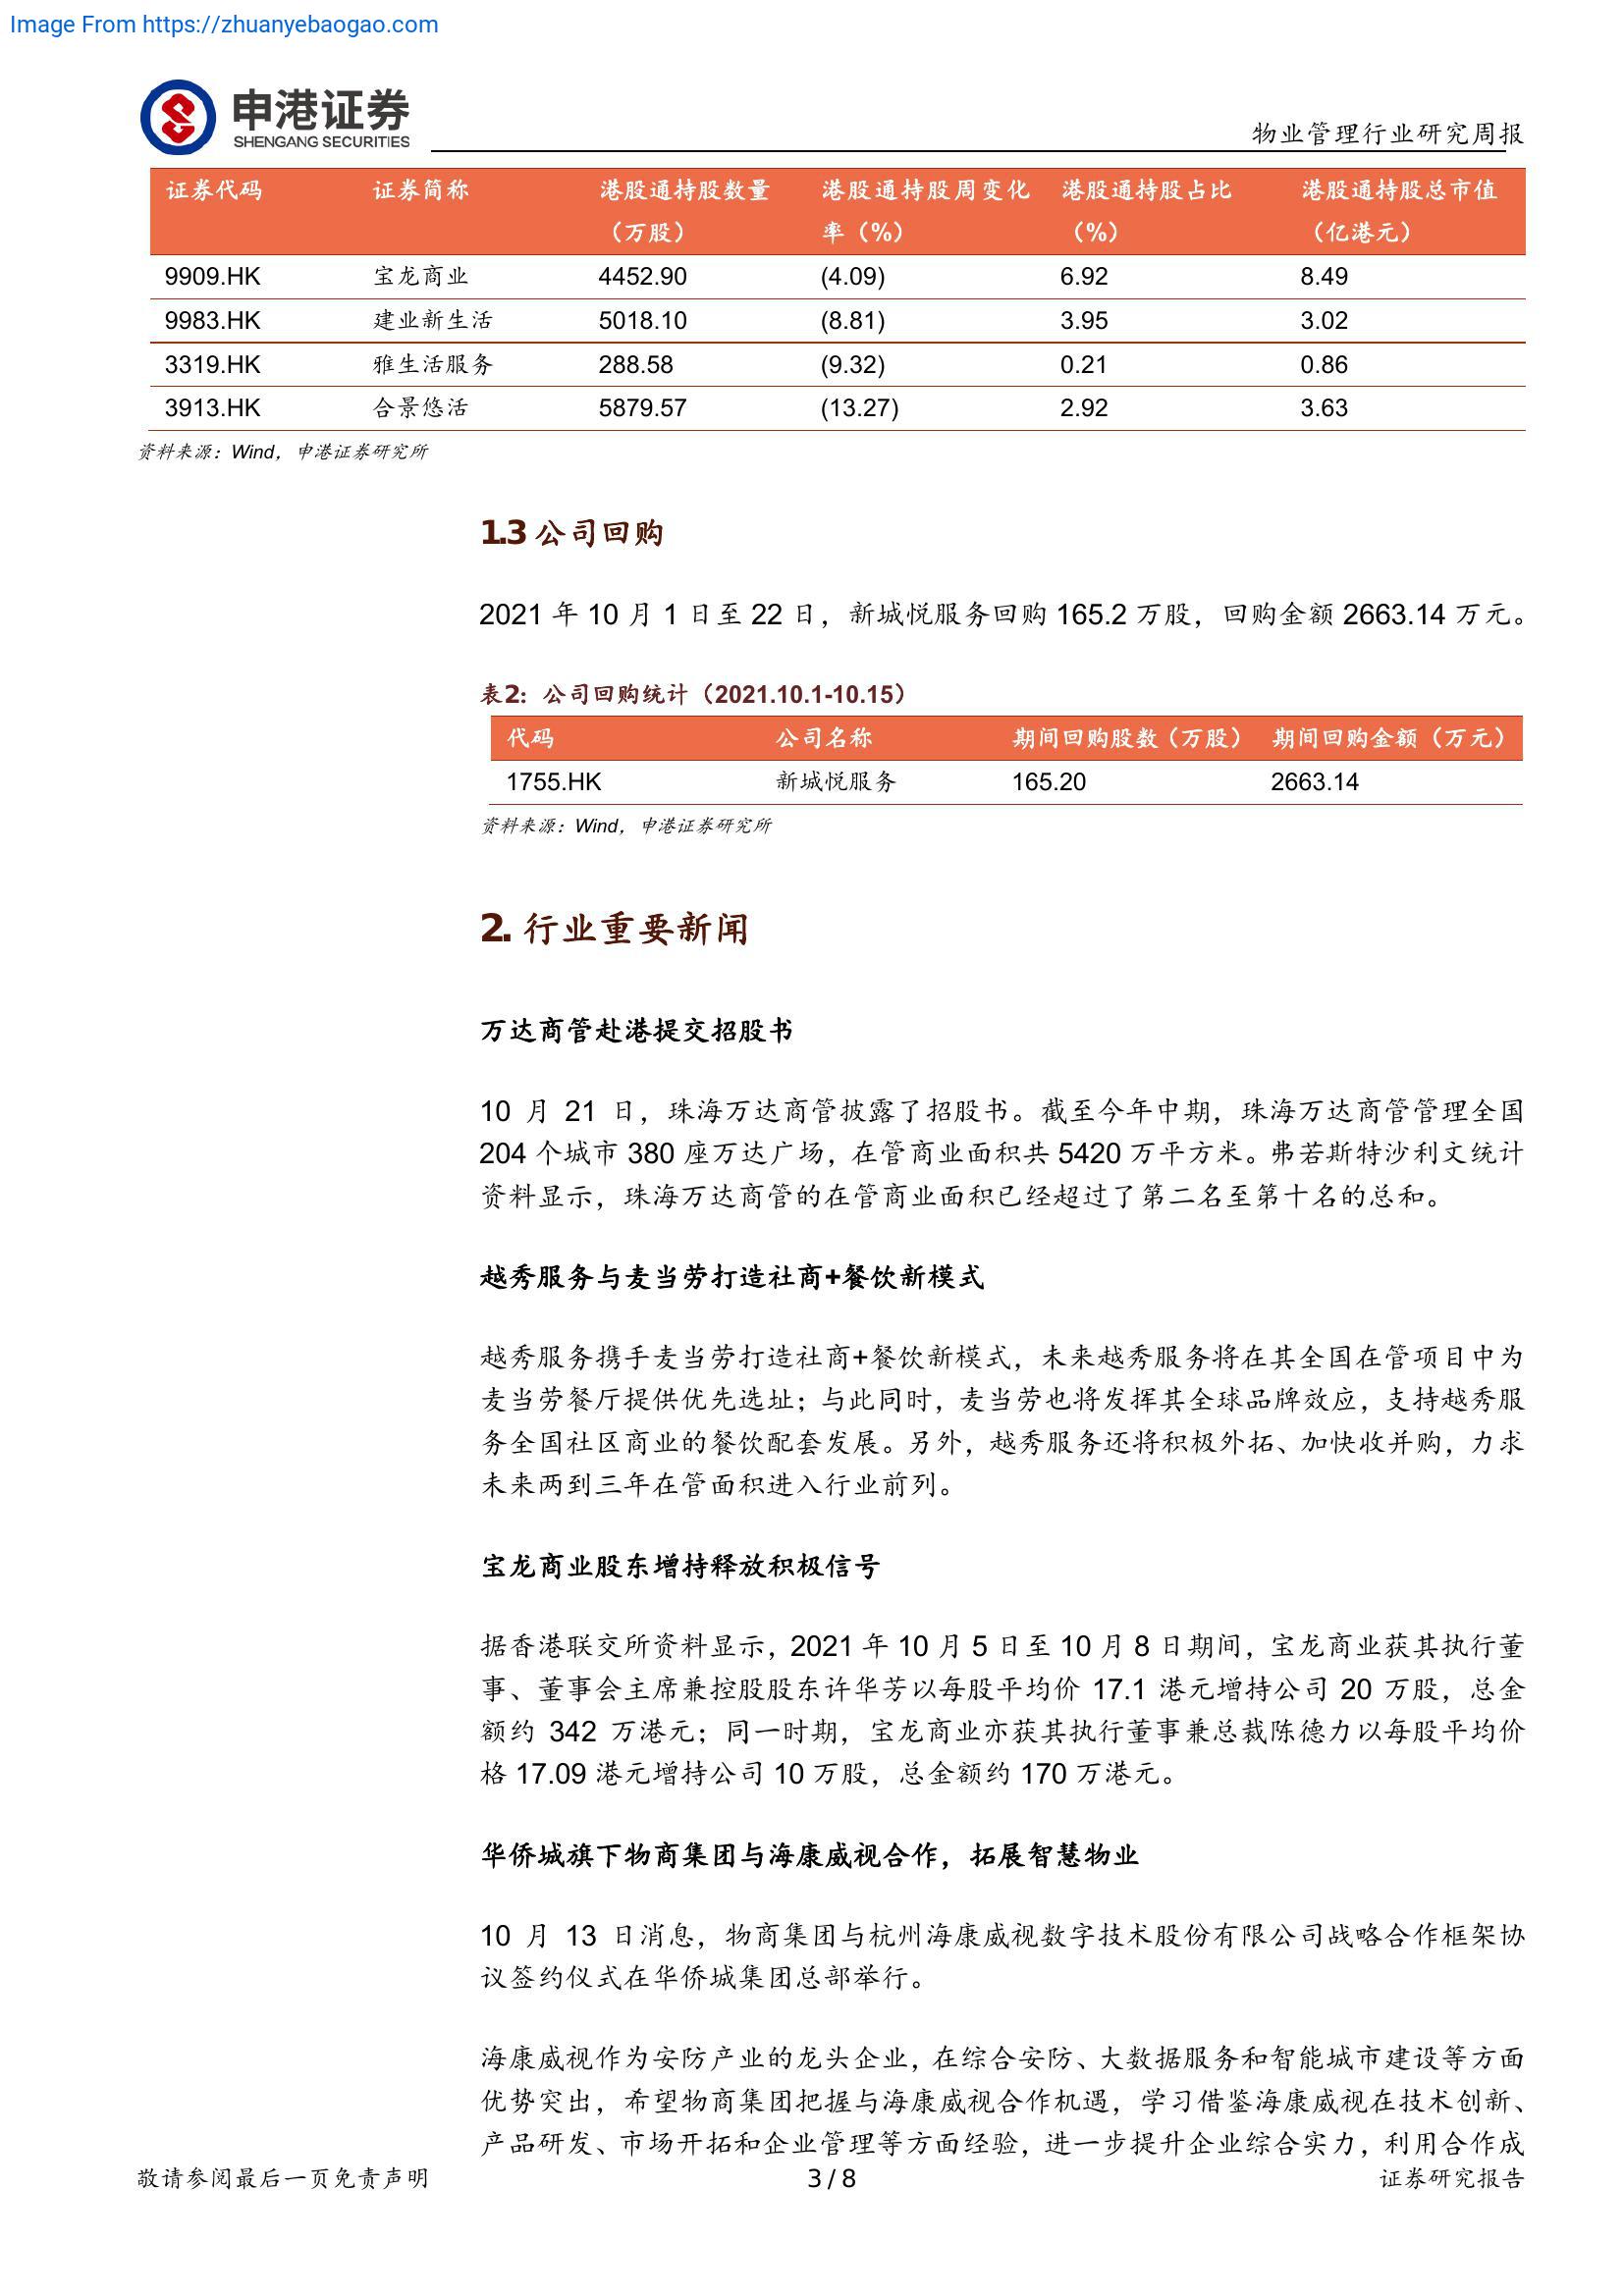 Image From https://zhuanyebaogao.com
申港证券
SHENGANG SECURITIES
物业管理行业研究周报
证券代码 证券简称 港股通持股数量 港股通持股周变化 港股通持股占比 港股通持股总市值
（万股） 率（%） （%） （亿港元）
9909.HK 宝龙商业 4452.90 (4.09) 6.92 8.49
9983.HK 建业新生活 5018.10 (8.81) 3.95 3.02
3319.HK 雅生活服务 288.58 (9.32) 0.21 0.86
3913.HK 合景悠活 5879.57 (13.27) 2.92 3.63
资料来源：Wind，申港证券研究所
1.3 公司回购
2021 年 10 月 1 日至 22 日，新城悦服务回购 165.2 万股，回购金额 2663.14 万元。
表2：公司回购统计（2021.10.1-10.15）
代码 公司名称 期间回购股数（万股） 期间回购金额（万元）
1755.HK 新城悦服务 165.20 2663.14
资料来源：Wind，申港证券研究所
2. 行业重要新闻
万达商管赴港提交招股书
10 月 21 日，珠海万达商管披露了招股书。截至今年中期，珠海万达商管管理全国
204 个城市 380 座万达广场，在管商业面积共 5420 万平方米。弗若斯特沙利文统计
资料显示，珠海万达商管的在管商业面积已经超过了第二名至第十名的总和。
越秀服务与麦当劳打造社商+餐饮新模式
越秀服务携手麦当劳打造社商+餐饮新模式，未来越秀服务将在其全国在管项目中为
麦当劳餐厅提供优先选址；与此同时，麦当劳也将发挥其全球品牌效应，支持越秀服
务全国社区商业的餐饮配套发展。另外，越秀服务还将积极外拓、加快收并购，力求
未来两到三年在管面积进入行业前列。
宝龙商业股东增持释放积极信号
据香港联交所资料显示，2021 年 10 月 5 日至 10 月 8 日期间，宝龙商业获其执行董
事、董事会主席兼控股股东许华芳以每股平均价 17.1 港元增持公司 20 万股，总金
额约 342 万港元；同一时期，宝龙商业亦获其执行董事兼总裁陈德力以每股平均价
格 17.09 港元增持公司 10 万股，总金额约 170 万港元。
华侨城旗下物商集团与海康威视合作，拓展智慧物业
10 月 13 日消息，物商集团与杭州海康威视数字技术股份有限公司战略合作框架协
议签约仪式在华侨城集团总部举行。
海康威视作为安防产业的龙头企业，在综合安防、大数据服务和智能城市建设等方面
优势突出，希望物商集团把握与海康威视合作机遇，学习借鉴海康威视在技术创新、
产品研发、市场开拓和企业管理等方面经验，进一步提升企业综合实力，利用合作成
敬请参阅最后一页免责声明 3 / 8 证券研究报告